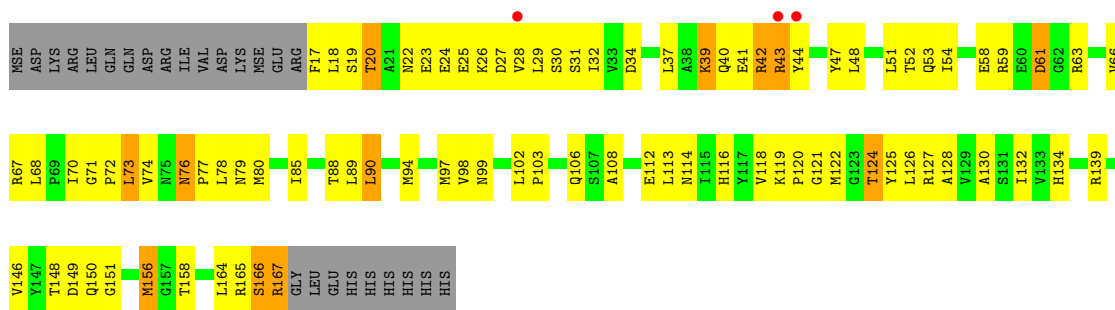 MSE ASP LYS ARG LEU GLN GLN ASP ARG ILE VAL ASP LYS MSE GLU ARG F17 L18 S19 T20 A21 N22 E23 E24 E25 K26 D27 V28 L29 S30 S31 I32 V33 D34 L37 A38 K39 Q40 E41 R42 R43 Y44 Y47 L48 L51 T52 Q53 I54 E58 R59 E60 D61 G62 R63 V66
R67 L68 P69 I70 G71 P72 L73 V74 N75 N76 P77 L78 N79 M80 I85 T88 L89 L90 M94 M97 V98 N99 L102 P103 Q106 S107 A108 E112 L113 N114 I115 H116 Y117 V118 K119 P120 G121 M122 G123 T124 Y125 L126 R127 A128 V129 A130 S131 I132 V133 H134 R139
V146 Y147 T148 D149 Q150 G151 M156 G157 T158 L164 R165 S166 R167 GLY LEU GLU HIS HIS HIS HIS HIS HIS